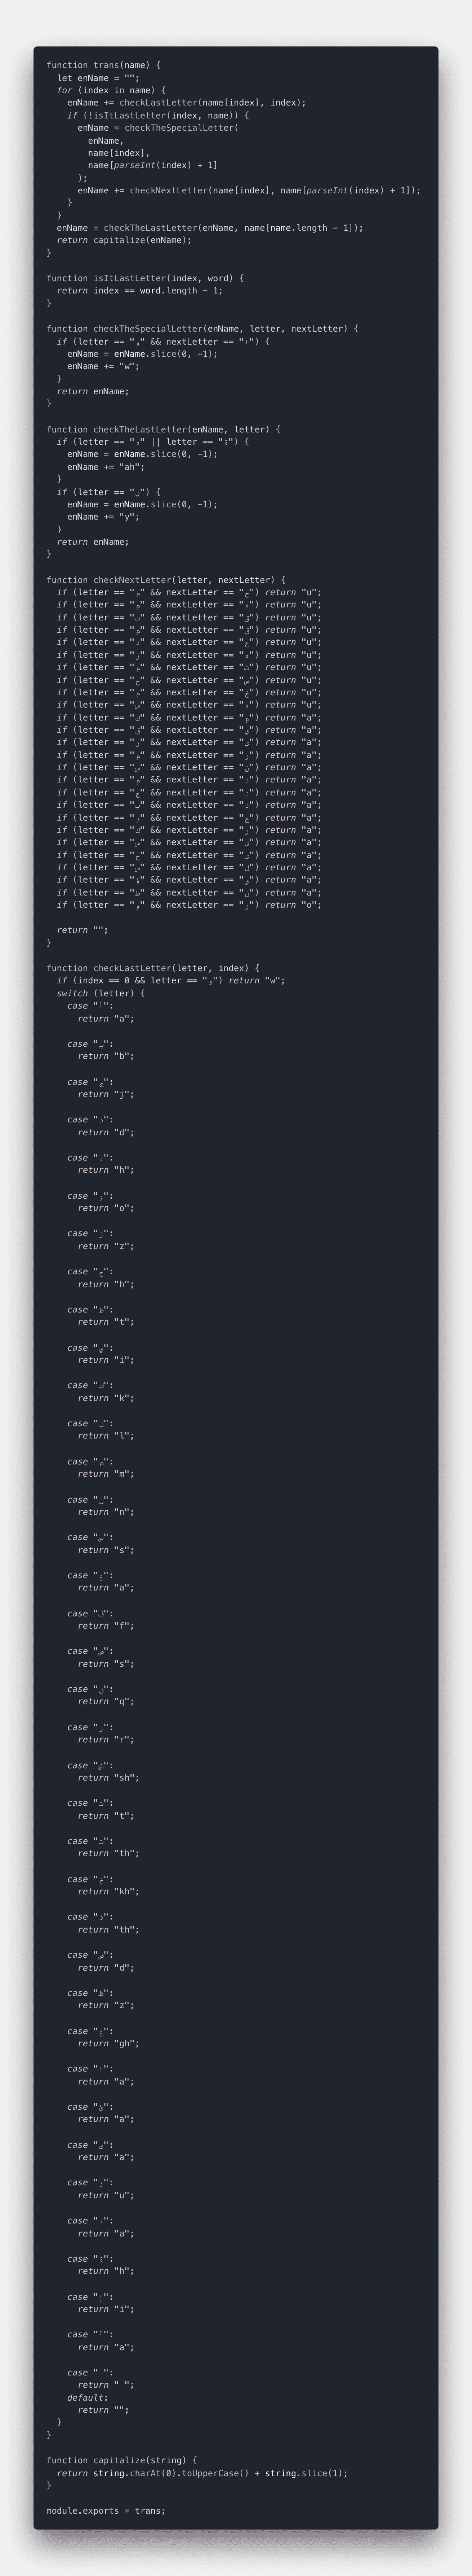 function trans(name) {
let enName = "";
for (index in name) {
enName += checkLastLetter(name[index], index);
if (!isItLastLetter(index, name)) {
enName = checkTheSpecialLetter(
enName,
name[index],
name[parseInt(index) + 1]
);
enName += checkNextLetter(name[index], name[parseInt(index) + 1]);
}
}
enName = checkTheLastLetter(enName, name[name.length - 1]);
return capitalize(enName);
}
function isItLastLetter(index, word) {
return index == word.length - 1;
}
function checkTheSpecialLetter(enName, letter, nextLetter) {
if (letter == "و" && nextLetter == "ا") {
enName = enName.slice(0, -1);
enName += "w";
}
return enName;
}
function checkTheLastLetter(enName, letter) {
if (letter == "ه" || letter == "ة") {
enName = enName.slice(0, -1);
enName += "ah";
}
if (letter == "ي") {
enName = enName.slice(0, -1);
enName += "y";
}
return enName;
}
function checkNextLetter(letter, nextLetter) {
if (letter == "م" && nextLetter == "ح") return "u";
if (letter == "م" && nextLetter == "ه") return "u";
if (letter == && nextLetter == "ق") return "u";
if (letter == "م" && nextLetter == "ق") return "u";
if (letter == && nextLetter == "ع") return "u";
if (letter == && nextLetter == ) return "u";
if (letter == "م" && nextLetter == ) return "u";
if (letter == "ح" && nextLetter == "س") return "u";
if (letter == "م" && nextLetter == ) return "u";
if (letter == "س" && nextLetter == ) return "u";
if (letter == "ك" && nextLetter == "م") return "a";
if (letter == "ق" && nextLetter == "ي") return "a";
if (letter == "ز" && nextLetter == "ي") return "a";
if (letter == "م" && nextLetter == "ر") return "a";
if (letter == "س" && nextLetter == "ن") return "a";
if (letter == "م" && nextLetter == "د") return "a";
if (letter == "ح" && nextLetter == "د") return "a";
if (letter == "ب" && nextLetter == ) return "a";
if (letter == "ر" && nextLetter == ) return "a";
if (letter == "ك" && nextLetter == "ر") return "a";
if (letter == "س" && nextLetter == "ي") return "a";
if (letter == && nextLetter == "ي") return "a";
if (letter == "س" && nextLetter == "ل") return "a";
if (letter == && nextLetter == "ي") return "a";
if (letter == "ط" && nextLetter == "ن") return "a";
if (letter == "و" && nextLetter == "ر") return "o";
return "";
}
function checkLastLetter(letter, index) {
if (index == 0 && letter == "و") return "w";
switch (letter) {
case "أ":
return "a";
case "ب":
return "b";
case "ج":
return "j";
case "د":
return "d";
case "ه":
return "h";
case "و":
return "o";
case "ز":
return "z";
case "ح":
return "h";
case "ط":
return "t";
case "ي":
return "i";
case "ك":
return "k";
case "ل":
return "l";
case "م":
return "m";
case "ن":
return "n";
case "س":
return "s";
case "ع":
return "a";
case "ف":
return "f";
case "ص":
return "s";
case "ق":
return "q";
case "ر":
return "r";
case "ش":
return "sh";
case "ت":
return "t";
case "ث":
return "th";
case "خ":
return "kh";
case "ذ":
return "th";
case "ض":
return "d";
case "ظ":
return "z";
case "غ":
return "gh";
case "ا":
return "a";
case "ئ":
return "a";
case "ى":
return "a";
case "ؤ":
return "u";
case "ء":
return "a";
case "ة":
return "h";
case "إ":
return "i";
case "آ":
return "a";
case " ":
return " ";
default:
return "";
}
}
function capitalize(string) {
return string.charAt(0).toUpperCase() + string.slice(1);
}
module.exports = trans;